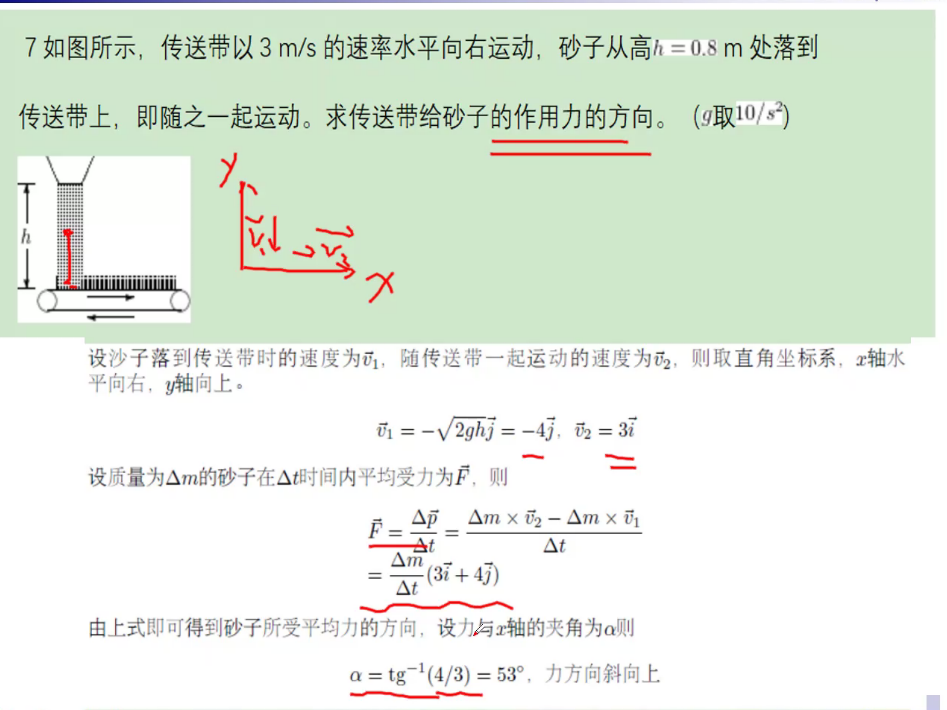 7 如图所示，传送带以 3 m/s 的速率水平向右运动，砂子从高h = 0.8 m 处落到
传送带上，即随之一起运动。求传送带给砂子的作用力的方向。（g取10/s²）
h
y
v⃗₁↓ →v⃗₂
x
设沙子落到传送带时的速度为v⃗₁，随传送带一起运动的速度为v⃗₂，则取直角坐标系，x轴水
平向右，y轴向上。
v⃗₁ = −√(2gh)j⃗ = −4j⃗，v⃗₂ = 3i⃗
设质量为Δm的砂子在Δt时间内平均受力为F⃗，则
F⃗ = Δp⃗/Δt = (Δm × v⃗₂ − Δm × v⃗₁)/Δt
= Δm/Δt (3i⃗ + 4j⃗)
由上式即可得到砂子所受平均力的方向，设力与x轴的夹角为α则
α = tg⁻¹(4/3) = 53°，力方向斜向上